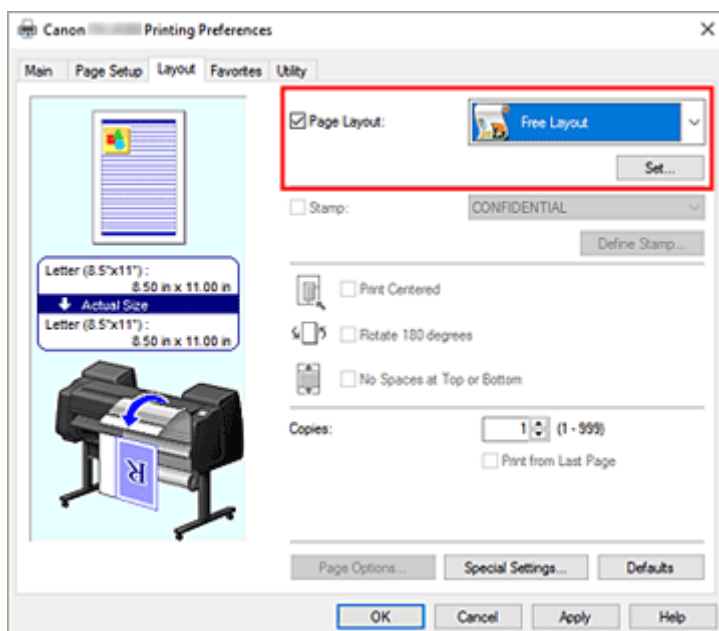 Canon Printing Preferences
Main Page Setup Layout Favorites Utility
Page Layout: Free Layout
Set...
Stamp: CONFIDENTIAL
Define Stamp...
Letter (8.5"x11") :
8.50 in x 11.00 in
Actual Size
Letter (8.5"x11") :
8.50 in x 11.00 in
Print Centered
Rotate 180 degrees
No Spaces at Top or Bottom
R
Copies: 1 (1 - 999)
Print from Last Page
Page Options... Special Settings... Defaults
OK Cancel Apply Help